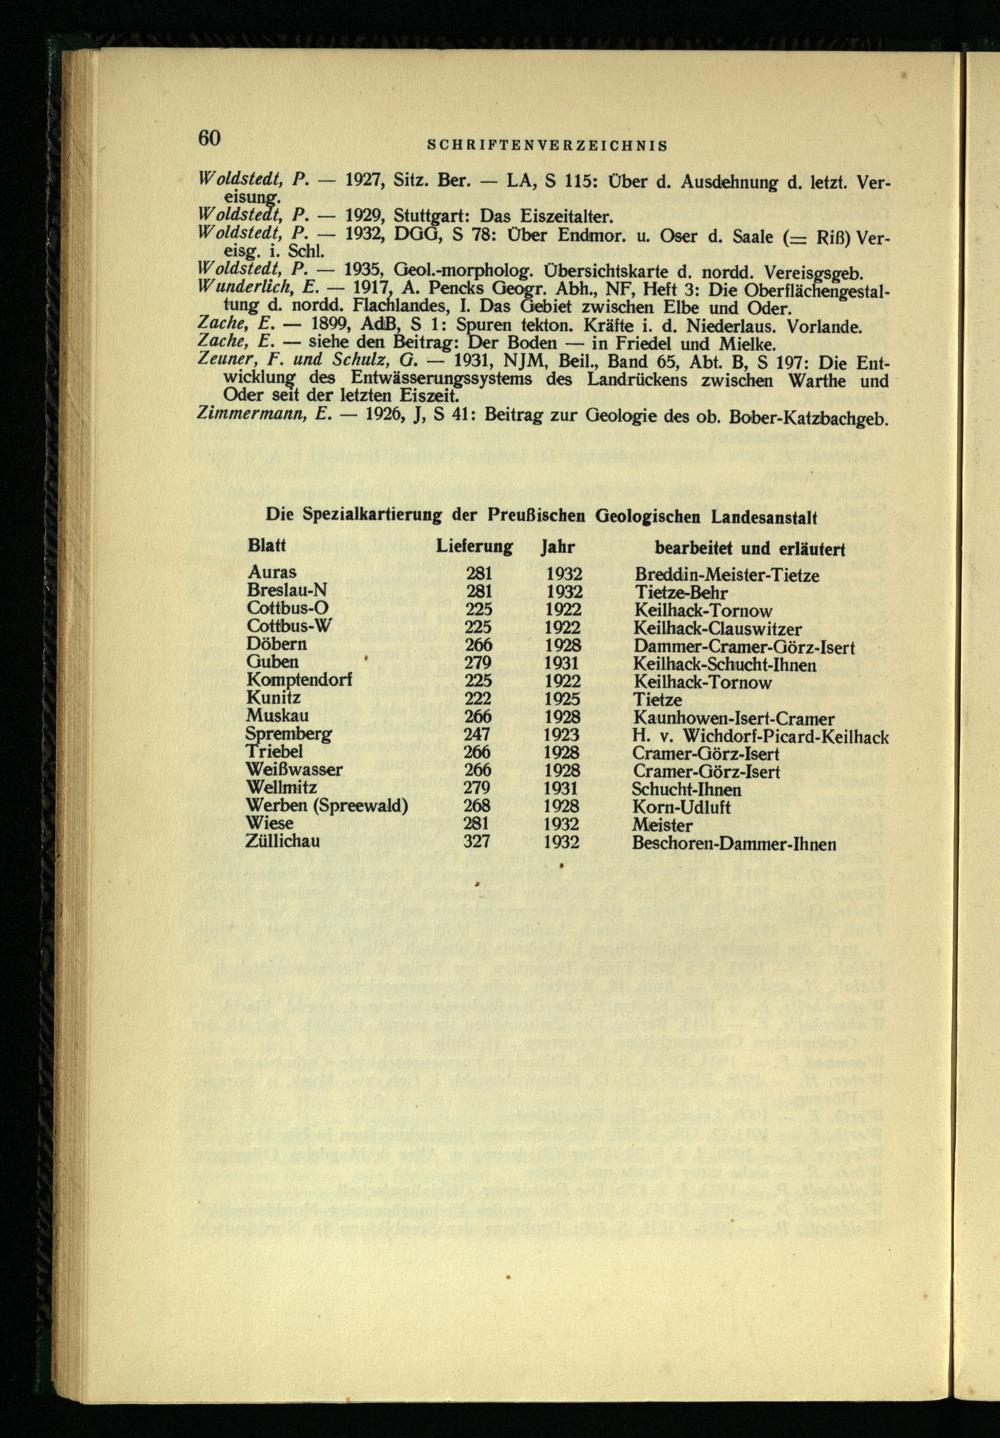 60
SCHRIFTENVERZEICHNIS
Woldstedt, P. — 1927, Sitz. Ber. — LA, S 115: Über d. Ausdehnung d. letzt. Ver-
eisung.
Woldstedt, P. — 1929, Stuttgart: Das Eiszeitalter.
Woldstedt, P. — 1932, DGG, S 78: Über Endmor. u. Oser d. Saale (= Riß) Ver-
eisg. i. Schl.
Woldstedt, P. — 1935, Geol.-morpholog. Übersichtskarte d. nordd. Vereisgsgeb.
Wunderlich, E. — 1917, A. Pencks Geogr. Abh., NF, Heft 3: Die Oberflächengestal-
tung d. nordd. Flachlandes, I. Das Gebiet zwischen Elbe und Oder.
Zache, E. — 1899, AdB, S 1: Spuren tekton. Kräfte i. d. Niederlaus. Vorlande.
Zache, E. — siehe den Beitrag: Der Boden — in Friedel und Mielke.
Zeuner, F. und Schulz, G. — 1931, NJM, Beil., Band 65, Abt. B, S 197: Die Ent-
wicklung des Entwässerungssystems des Landrückens zwischen Warthe und
Oder seit der letzten Eiszeit.
Zimmermann, E. — 1926, J, S 41: Beitrag zur Geologie des ob. Bober-Katzbachgeb.
Die Spezialkartierung der Preußischen Geologischen Landesanstalt
Blatt Lieferung Jahr bearbeitet und erläutert
Auras 281 1932 Breddin-Meister-Tietze
Breslau-N 281 1932 Tietze-Behr
Cottbus-O 225 1922 Keilhack-Tornow
Cottbus-W 225 1922 Keilhack-Clauswitzer
Döbern 266 1928 Dammer-Cramer-Görz-Isert
Guben 279 1931 Keilhack-Schucht-Ihnen
Komptendorf 225 1922 Keilhack-Tornow
Kunitz 222 1925 Tietze
Muskau 266 1928 Kaunhowen-Isert-Cramer
Spremberg 247 1923 H. v. Wichdorf-Picard-Keilhack
Triebel 266 1928 Cramer-Görz-Isert
Weißwasser 266 1928 Cramer-Görz-Isert
Wellmitz 279 1931 Schucht-Ihnen
Werben (Spreewald) 268 1928 Korn-Udluft
Wiese 281 1932 Meister
Züllichau 327 1932 Beschoren-Dammer-Ihnen